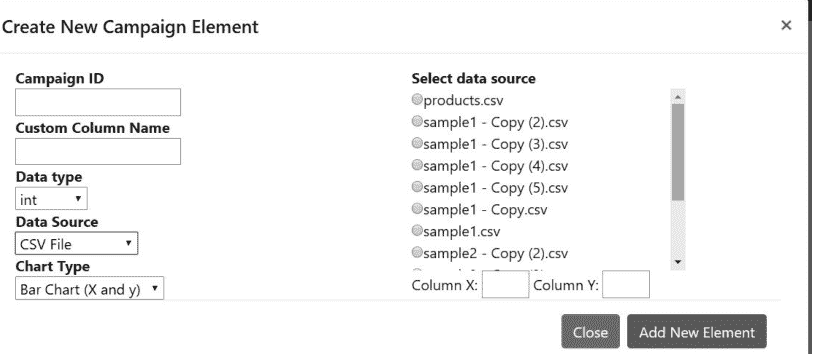 Create New Campaign Element
×
Campaign ID
Custom Column Name
Data type
int
Data Source
CSV File
Chart Type
Bar Chart (X and y)
Select data source
products.csv
sample1 - Copy (2).csv
sample1 - Copy (3).csv
sample1 - Copy (4).csv
sample1 - Copy (5).csv
sample1 - Copy.csv
sample1.csv
sample2 - Copy (2).csv
Column X: Column Y:
Close Add New Element